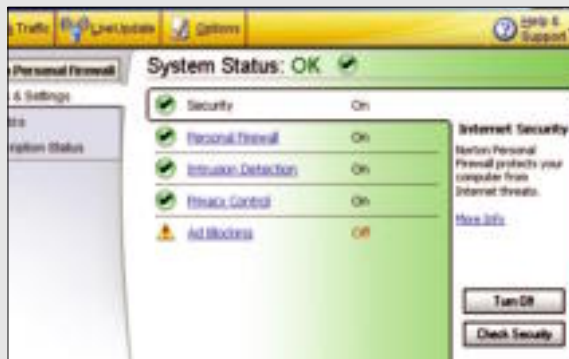 Traffic LiveUpdate Options Help & Support
Personal Firewall
& Settings
Status
System Status: OK
Security On
Personal Firewall On
Intrusion Detection On
Privacy Control On
Ad Blocking Off
Internet Security
Norton Personal
Firewall protects your
computer from
Internet threats.
More Info
Turn Off
Check Security